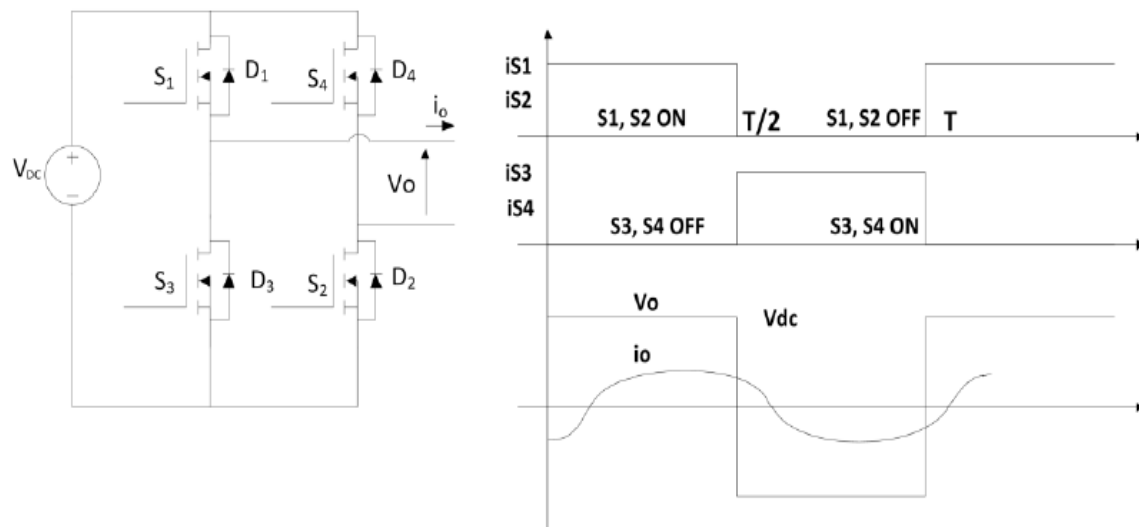 S₁
D₁
S₄
D₄
iₒ
V_DC
+
−
Vo
S₃
D₃
S₂
D₂
iS1
iS2
S1, S2 ON
T/2
S1, S2 OFF
T
iS3
iS4
S3, S4 OFF
S3, S4 ON
Vo
Vdc
io